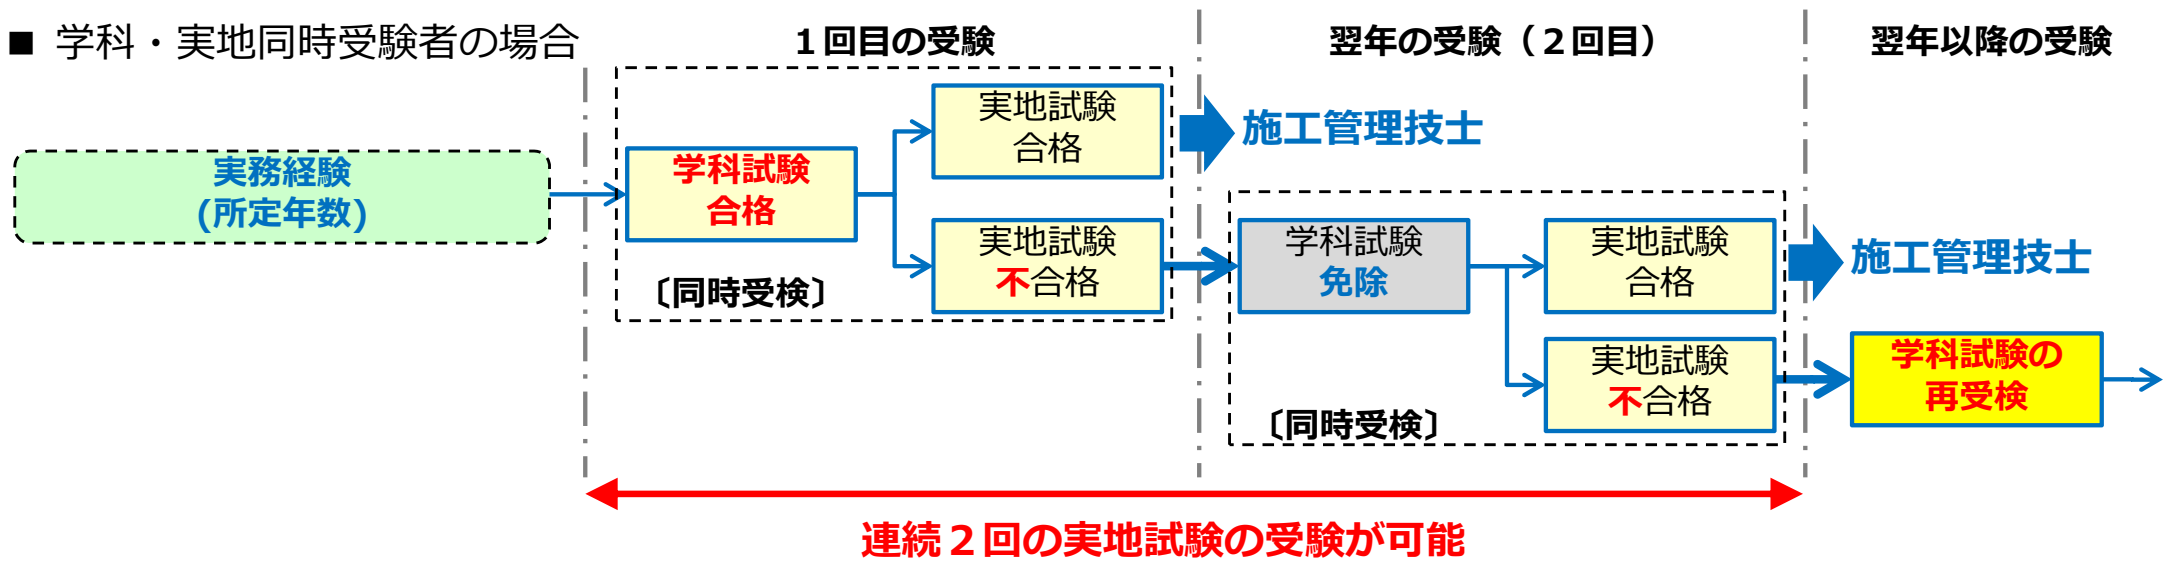 ■ 学科・実地同時受験者の場合
１回目の受験
翌年の受験（２回目）
翌年以降の受験
実務経験
(所定年数)
学科試験
合格
実地試験
合格
施工管理技士
実地試験
不合格
〔同時受検〕
学科試験
免除
実地試験
合格
施工管理技士
実地試験
不合格
〔同時受検〕
学科試験の
再受検
連続２回の実地試験の受験が可能